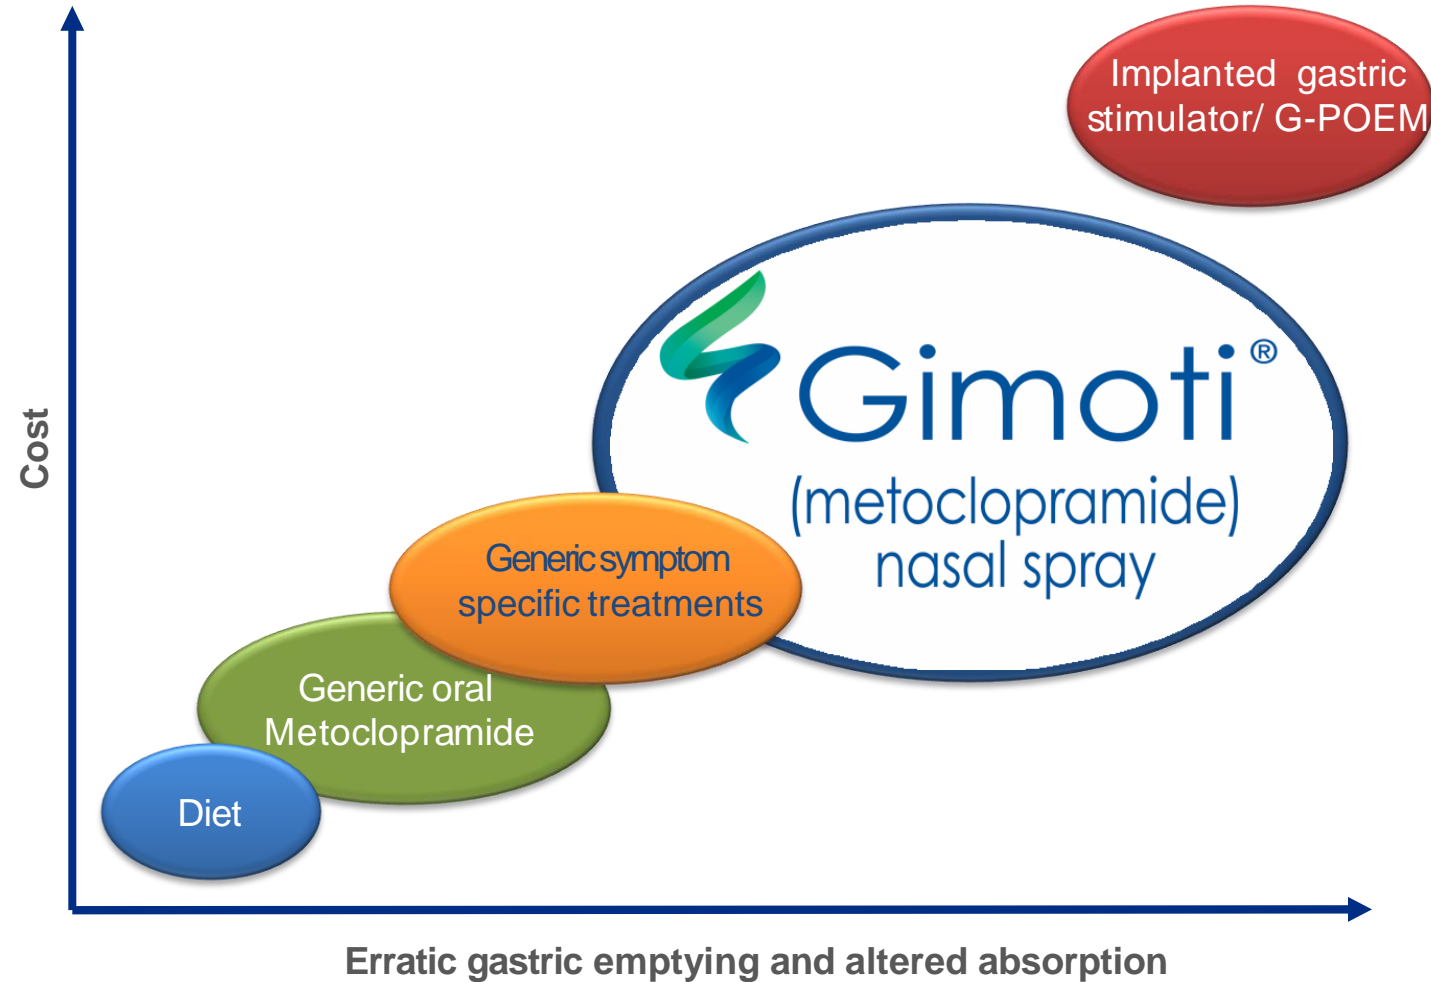 Implanted gastric
stimulator/ G-POEM
Gimoti®
(metoclopramide)
nasal spray
Cost
Generic symptom
specific treatments
Generic oral
Metoclopramide
Diet
Erratic gastric emptying and altered absorption